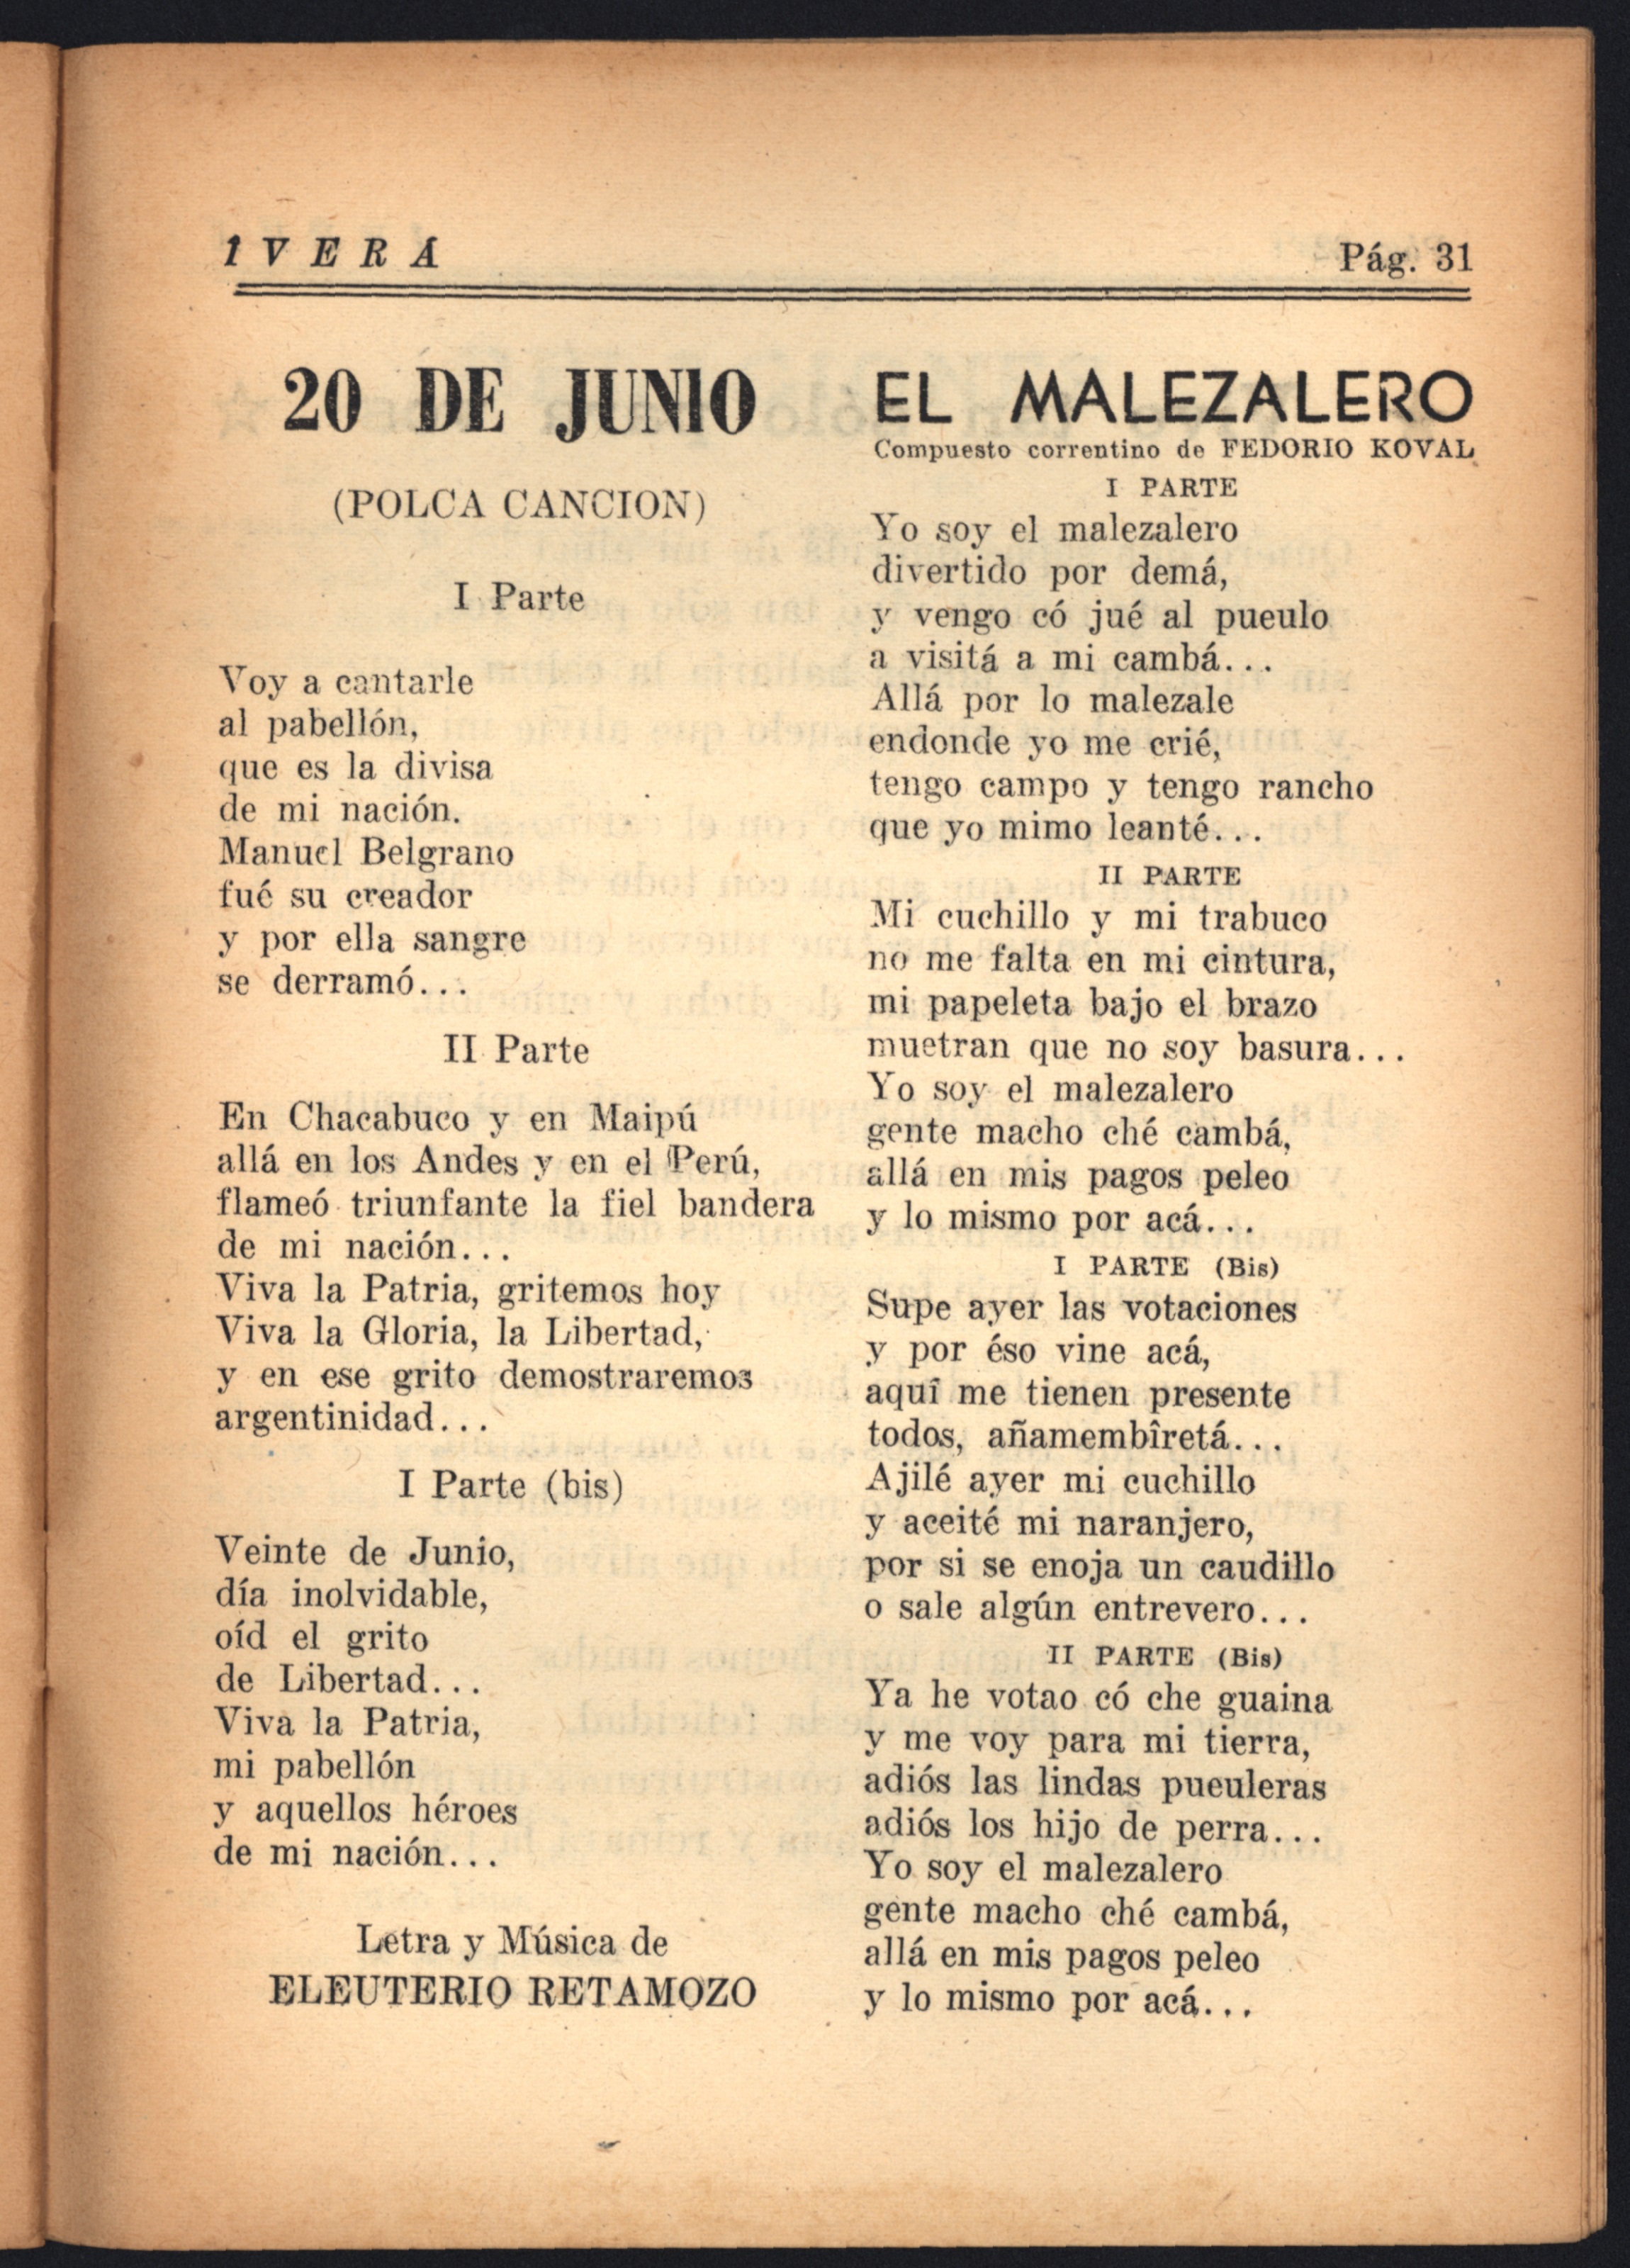 IVERÁ
Pág. 31
20 DE JUNIO
(POLCA CANCION)
I Parte
Voy a cantarle
al pabellón,
que es la divisa
de mi nación.
Manuel Belgrano
fué su creador
y por ella sangre
se derramó...
II Parte
En Chacabuco y en Maipú
allá en los Andes y en el Perú,
flameó triunfante la fiel bandera
de mi nación...
Viva la Patria, gritemos hoy
Viva la Gloria, la Libertad,
y en ese grito demostraremos
argentinidad...
I Parte (bis)
Veinte de Junio,
día inolvidable,
oíd el grito
de Libertad...
Viva la Patria,
mi pabellón
y aquellos héroes
de mi nación...
Letra y Música de
ELEUTERIO RETAMOZO
EL MALEZALERO
Compuesto correntino de FEDORIO KOVAL
I PARTE
Yo soy el malezalero
divertido por demá,
y vengo có jué al pueulo
a visitá a mi cambá...
Allá por lo malezale
endonde yo me crié,
tengo campo y tengo rancho
que yo mimo leanté...
II PARTE
Mi cuchillo y mi trabuco
no me falta en mi cintura,
mi papeleta bajo el brazo
muetran que no soy basura...
Yo soy el malezalero
gente macho ché cambá,
allá en mis pagos peleo
y lo mismo por acá...
I PARTE (Bis)
Supe ayer las votaciones
y por éso vine acá,
aquî me tienen presente
todos, añamembîretá...
Ajilé ayer mi cuchillo
y aceité mi naranjero,
por si se enoja un caudillo
o sale algún entrevero...
II PARTE (Bis)
Ya he votao có che guaina
y me voy para mi tierra,
adiós las lindas pueuleras
adiós los hijo de perra...
Yo soy el malezalero
gente macho ché cambá,
allá en mis pagos peleo
y lo mismo por acá...